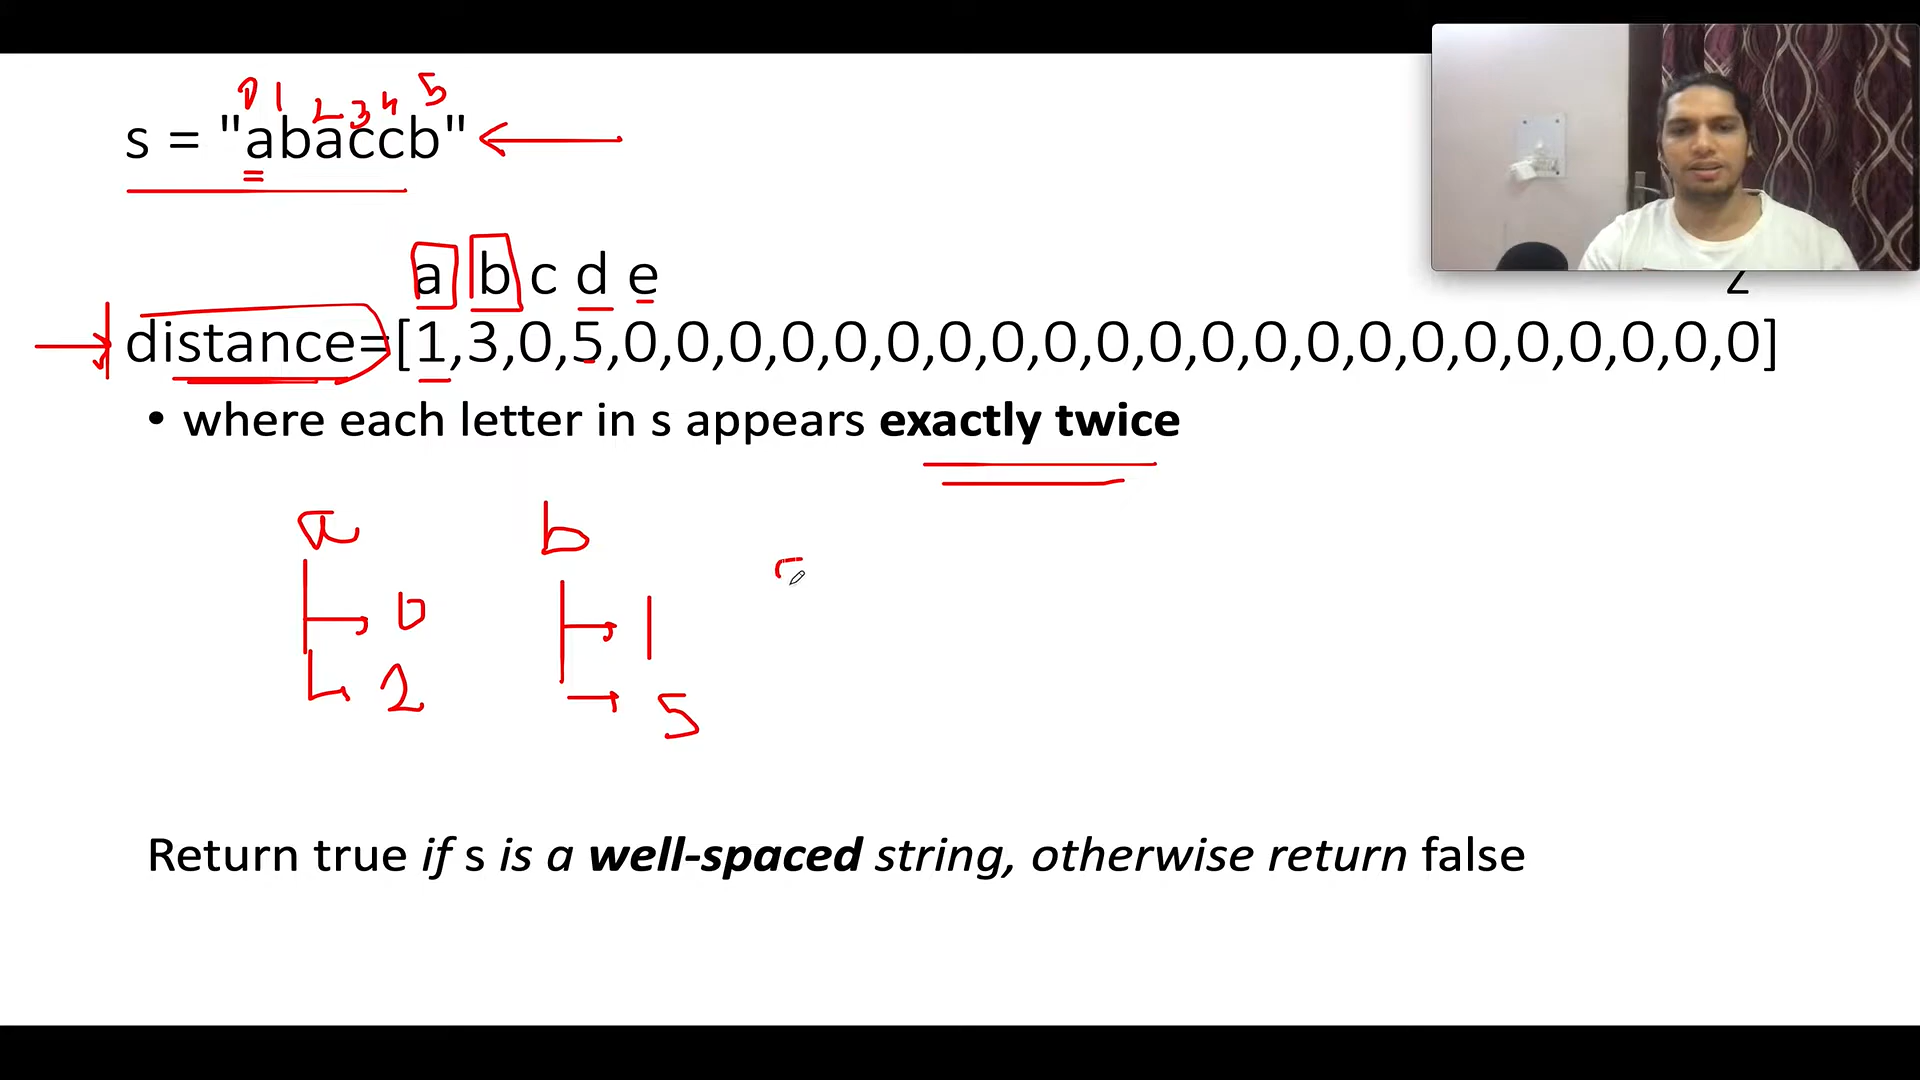 0 1 2 3 4 5
s = "abaccb"
a b c d e z
distance=[1,3,0,5,0,0,0,0,0,0,0,0,0,0,0,0,0,0,0,0,0,0,0,0,0,0]
• where each letter in s appears exactly twice
a b
0 1
2 5
Return true if s is a well-spaced string, otherwise return false